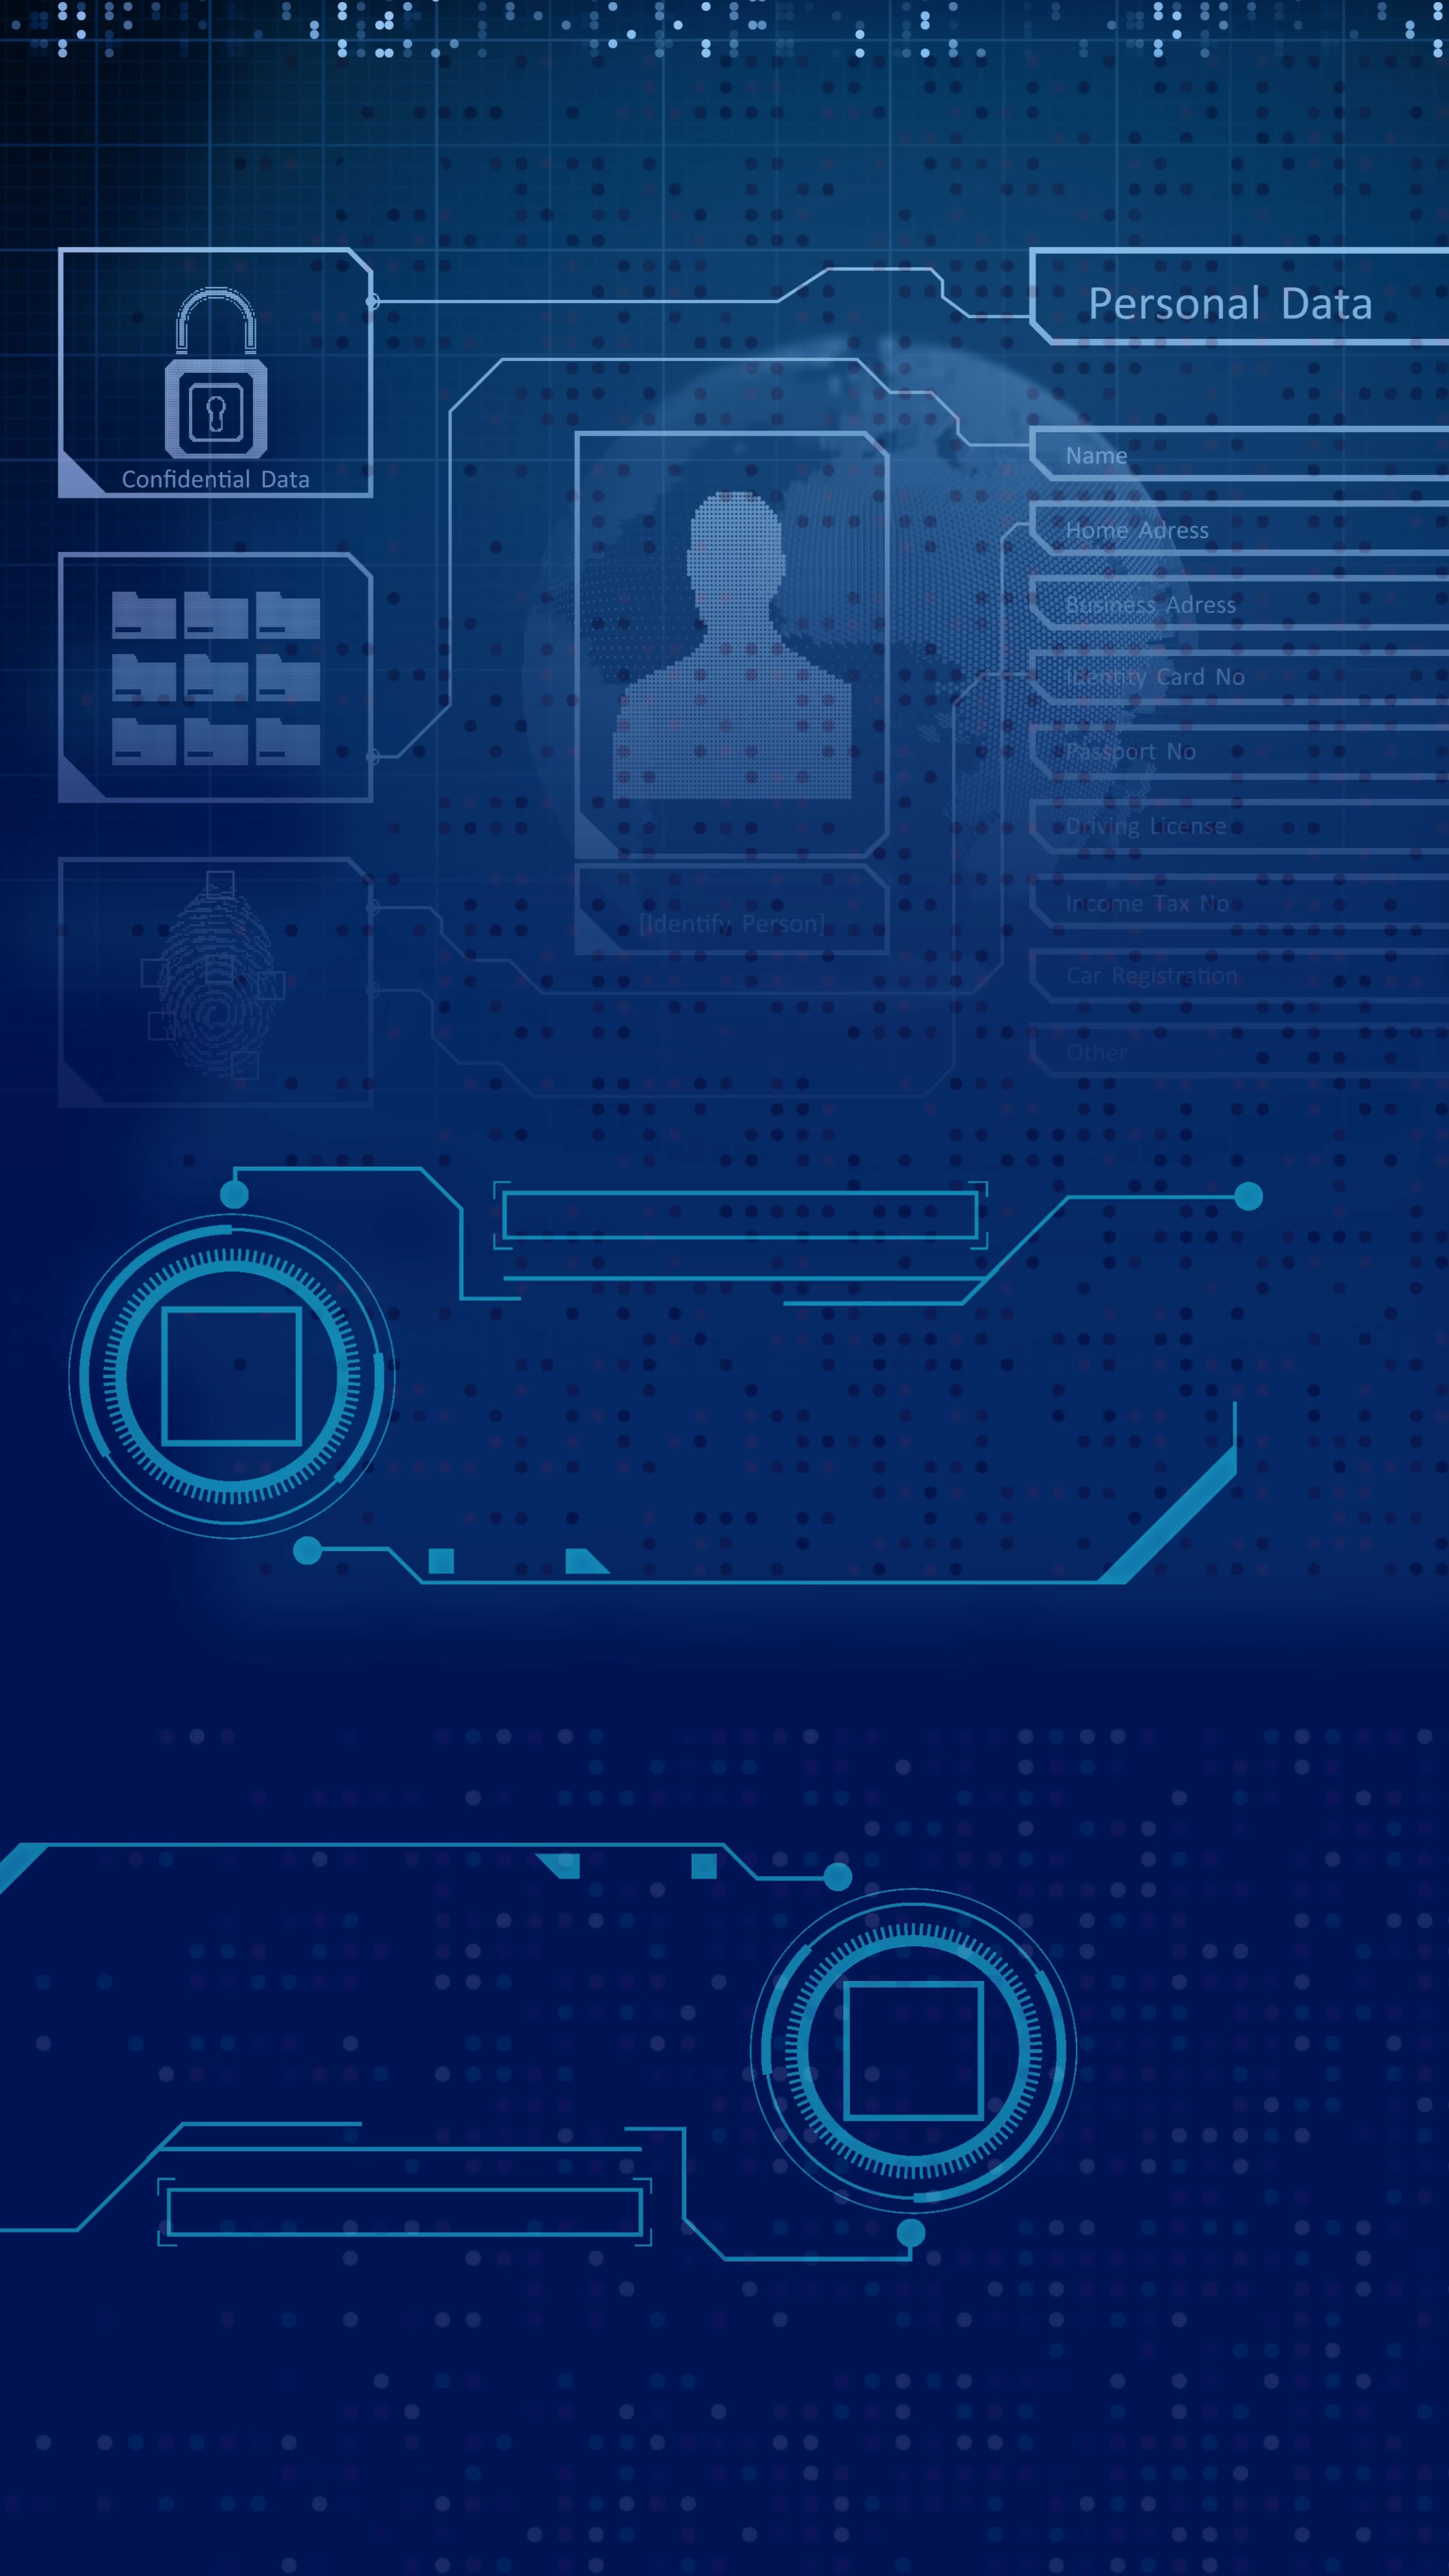 Personal Data
Confidential Data
Name
Home Adress
Business Adress
Identity Card No
Passport No
Driving License
Income Tax No
Car Registration
Other
[Identify Person]